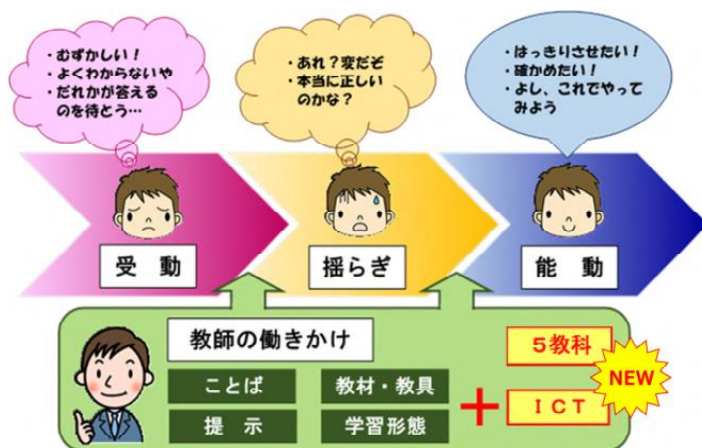 ・むずかしい！
・よくわからないや
・だれかが答える
のを待とう…
・あれ？変だぞ
・本当に正しい
のかな？
・はっきりさせたい！
・確かめたい！
・よし、これでやって
みよう
受 動
揺らぎ
能 動
教師の働きかけ
ことば
教材・教具
提 示
学習形態
＋
５教科
ＩＣＴ
NEW